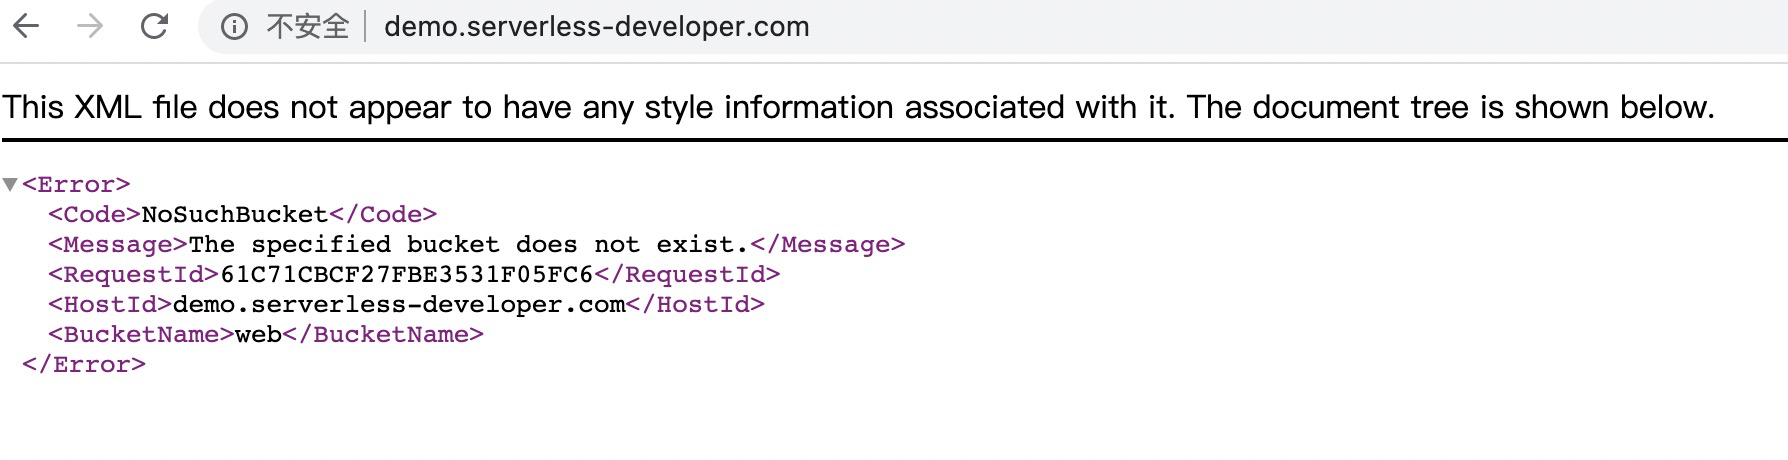 不安全 demo.serverless-developer.com
This XML file does not appear to have any style information associated with it. The document tree is shown below.
<Error>
<Code>NoSuchBucket</Code>
<Message>The specified bucket does not exist.</Message>
<RequestId>61C71CBCF27FBE3531F05FC6</RequestId>
<HostId>demo.serverless-developer.com</HostId>
<BucketName>web</BucketName>
</Error>